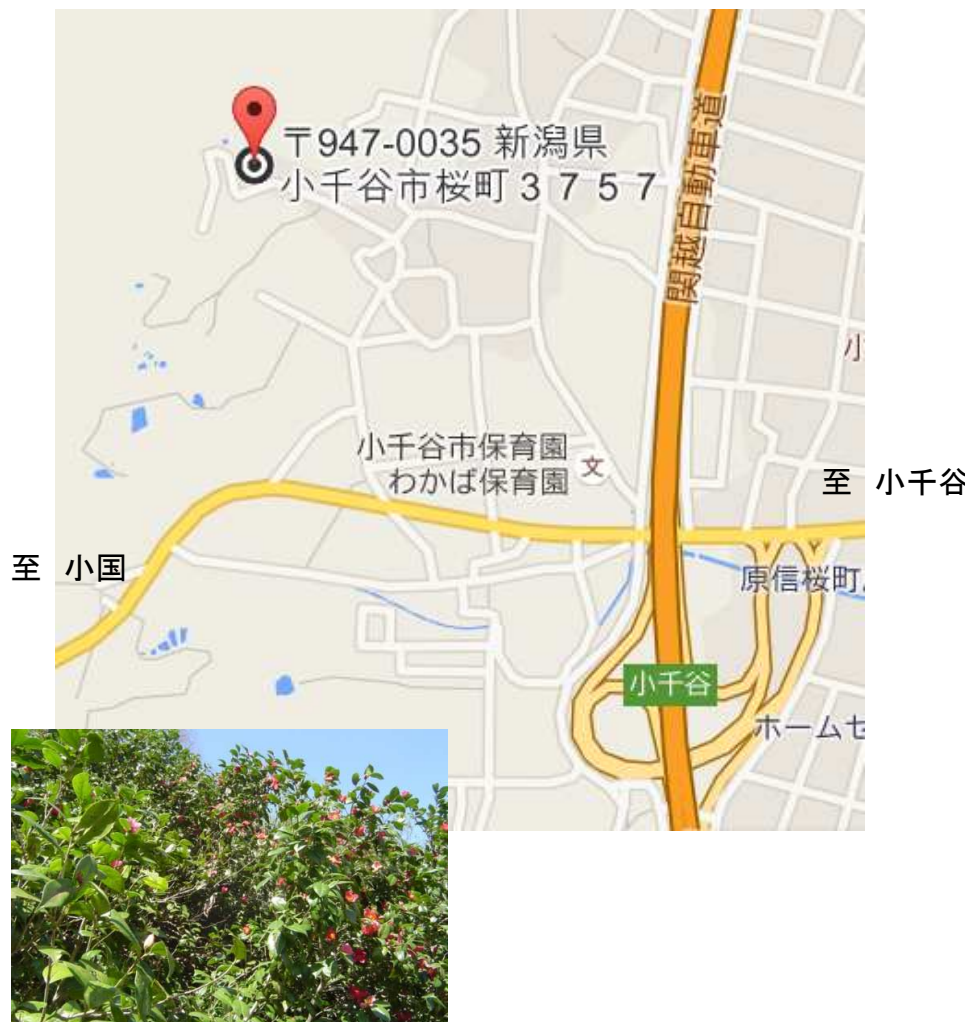 〒947-0035 新潟県
小千谷市桜町３７５７
関越自動車道
小
小千谷市保育園
わかば保育園
文
至 小千谷
至 小国
原信桜町
小千谷
ホームセ